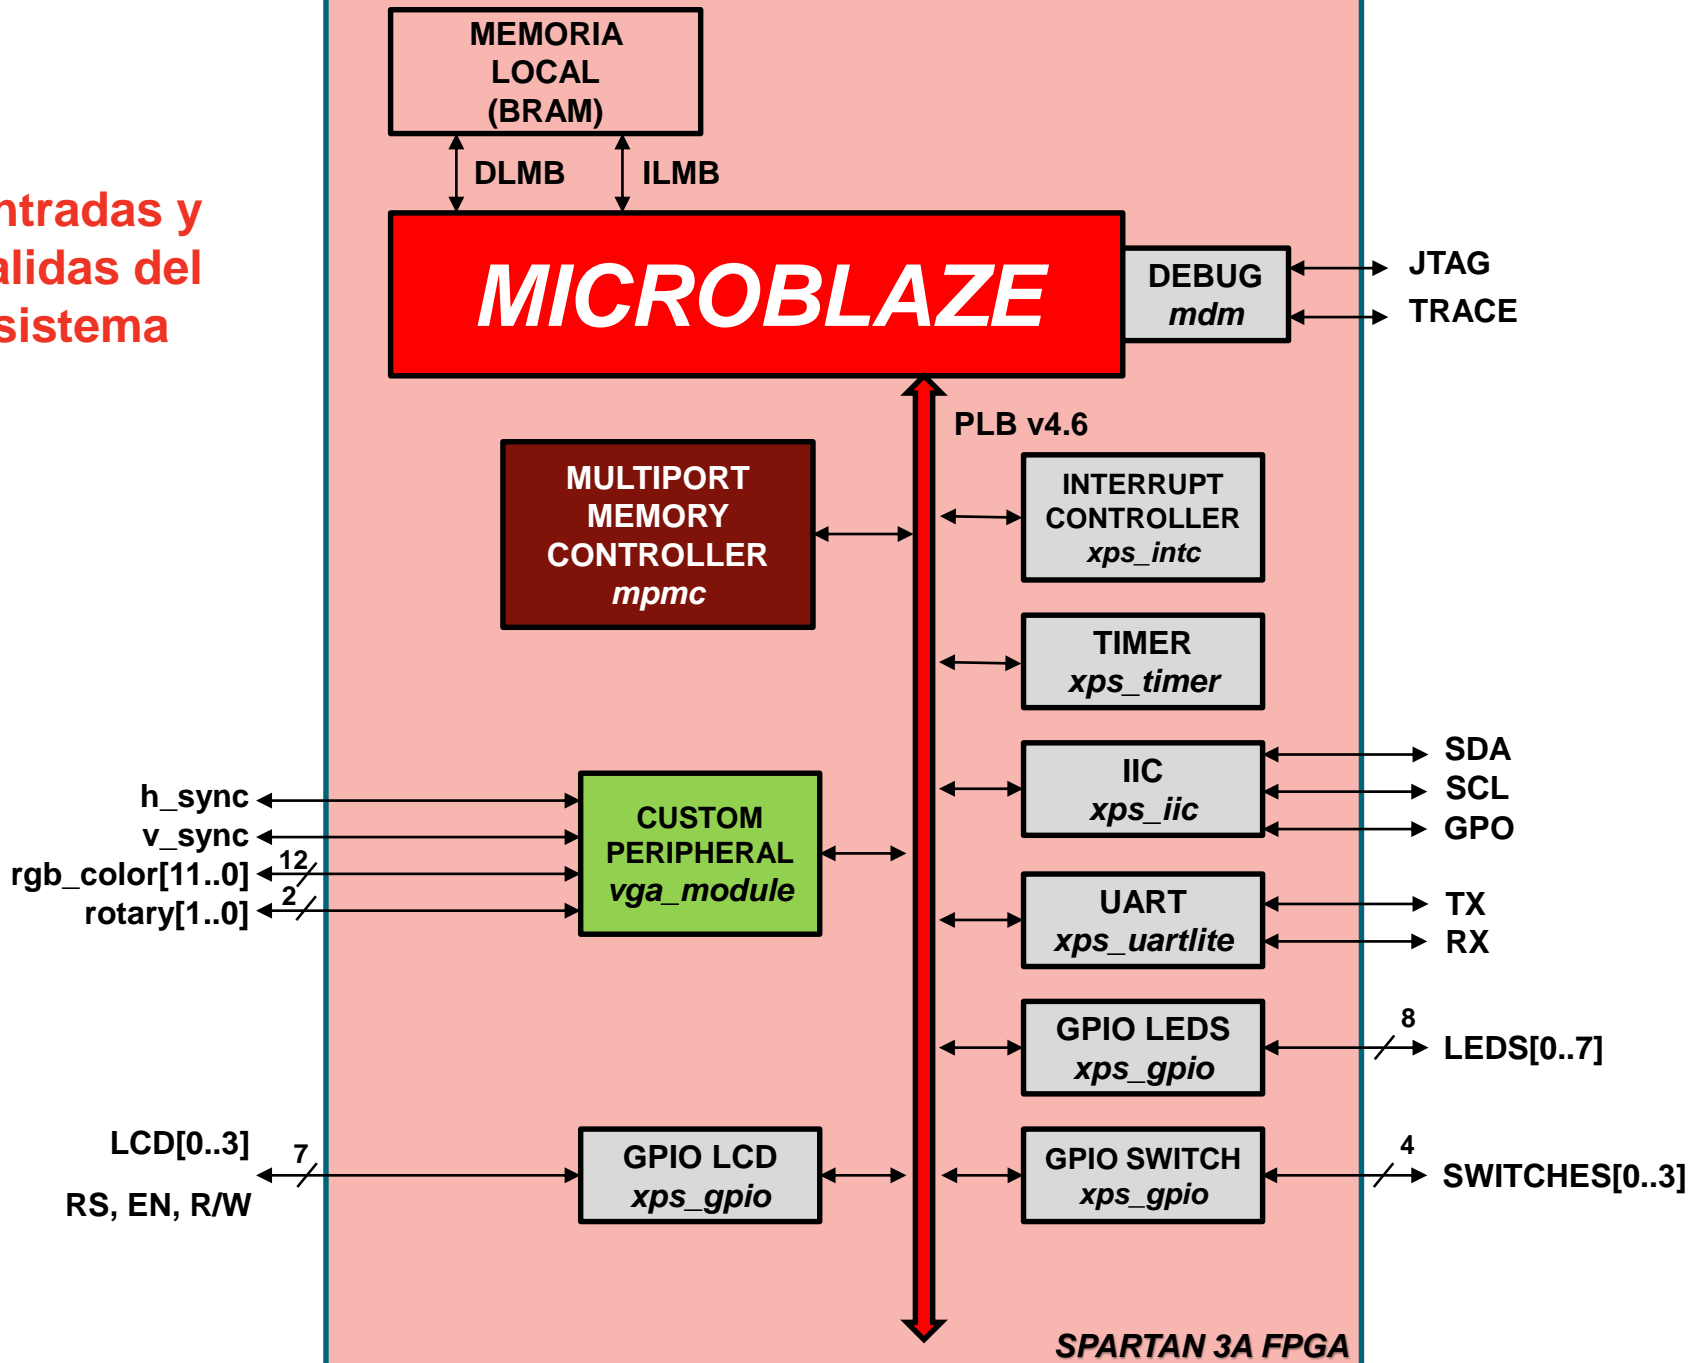 MEMORIA
LOCAL
(BRAM)
DLMB
ILMB
ntradas y
alidas del
sistema
MICROBLAZE
DEBUG
mdm
JTAG
TRACE
PLB v4.6
MULTIPORT
MEMORY
CONTROLLER
mpmc
INTERRUPT
CONTROLLER
xps_intc
TIMER
xps_timer
IIC
xps_iic
SDA
SCL
GPO
h_sync
v_sync
rgb_color[11..0]
12
rotary[1..0]
2
CUSTOM
PERIPHERAL
vga_module
UART
xps_uartlite
TX
RX
GPIO LEDS
xps_gpio
8
LEDS[0..7]
LCD[0..3]
7
RS, EN, R/W
GPIO LCD
xps_gpio
GPIO SWITCH
xps_gpio
4
SWITCHES[0..3]
SPARTAN 3A FPGA